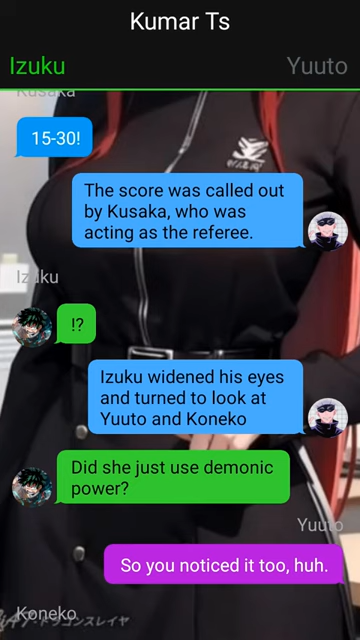 Kumar Ts
Izuku
Yuuto
Kusaka
15-30!
The score was called out
by Kusaka, who was
acting as the referee.
Izuku
!?
Izuku widened his eyes
and turned to look at
Yuuto and Koneko
Did she just use demonic
power?
Yuuto
So you noticed it too, huh.
Koneko